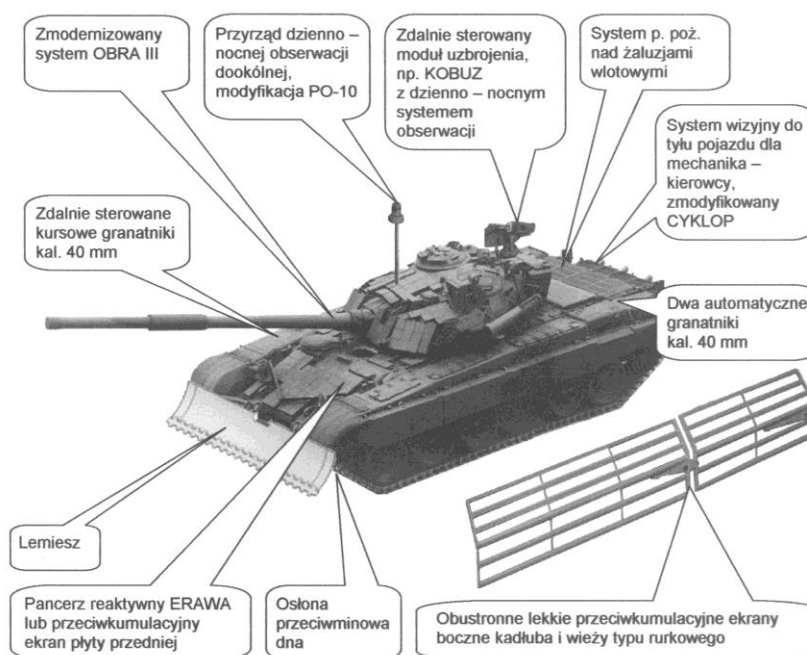 Zmodernizowany
system OBRA III
Przyrząd dzienno –
nocnej obserwacji
dookólnej,
modyfikacja PO-10
Zdalnie sterowany
moduł uzbrojenia,
np. KOBUZ
z dzienno – nocnym
systemem
obserwacji
System p. poż.
nad żaluzjami
wlotowymi
System wizyjny do
tyłu pojazdu dla
mechanika –
kierowcy,
zmodyfikowany
CYKLOP
Zdalnie sterowane
kursowe granatniki
kal. 40 mm
Dwa automatyczne
granatniki
kal. 40 mm
Lemiesz
Pancerz reaktywny ERAWA
lub przeciwkumulacyjny
ekran płyty przedniej
Osłona
przeciwminowa
dna
Obustronne lekkie przeciwkumulacyjne ekrany
boczne kadłuba i wieży typu rurkowego